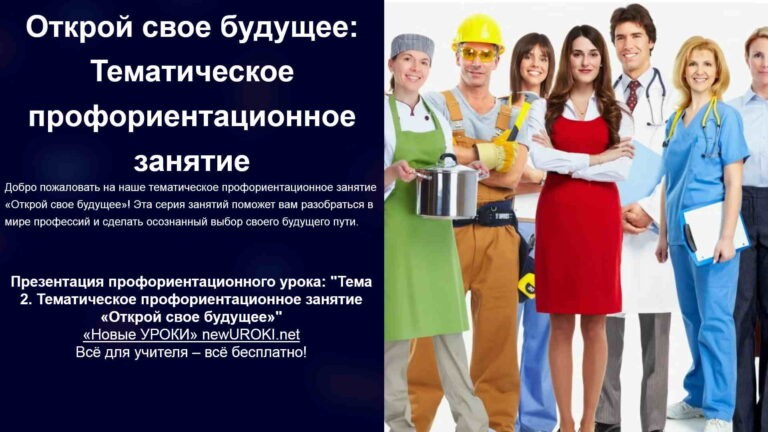 Открой свое будущее:
Тематическое
профориентационное
занятие
Добро пожаловать на наше тематическое профориентационное занятие
«Открой свое будущее»! Эта серия занятий поможет вам разобраться в
мире профессий и сделать осознанный выбор своего будущего пути.
Презентация профориентационного урока: "Тема
2. Тематическое профориентационное занятие
«Открой свое будущее»"
«Новые УРОКИ» newUROKI.net
Всё для учителя – всё бесплатно!